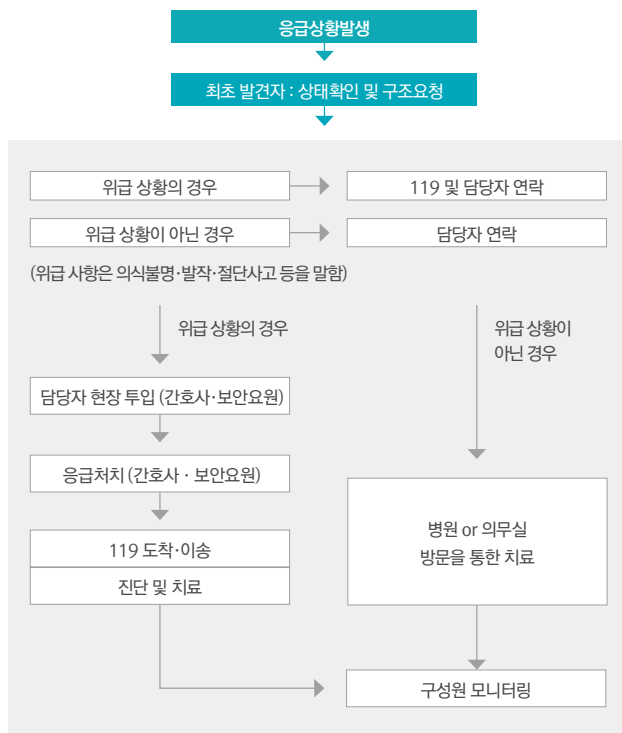 응급상황발생
최초 발견자 : 상태확인 및 구조요청
위급 상황의 경우
119 및 담당자 연락
위급 상황이 아닌 경우
담당자 연락
(위급 사항은 의식불명·발작·절단사고 등을 말함)
위급 상황의 경우
위급 상황이
아닌 경우
담당자 현장 투입 (간호사·보안요원)
응급처치 (간호사 · 보안요원)
119 도착·이송
진단 및 치료
병원 or 의무실
방문을 통한 치료
구성원 모니터링